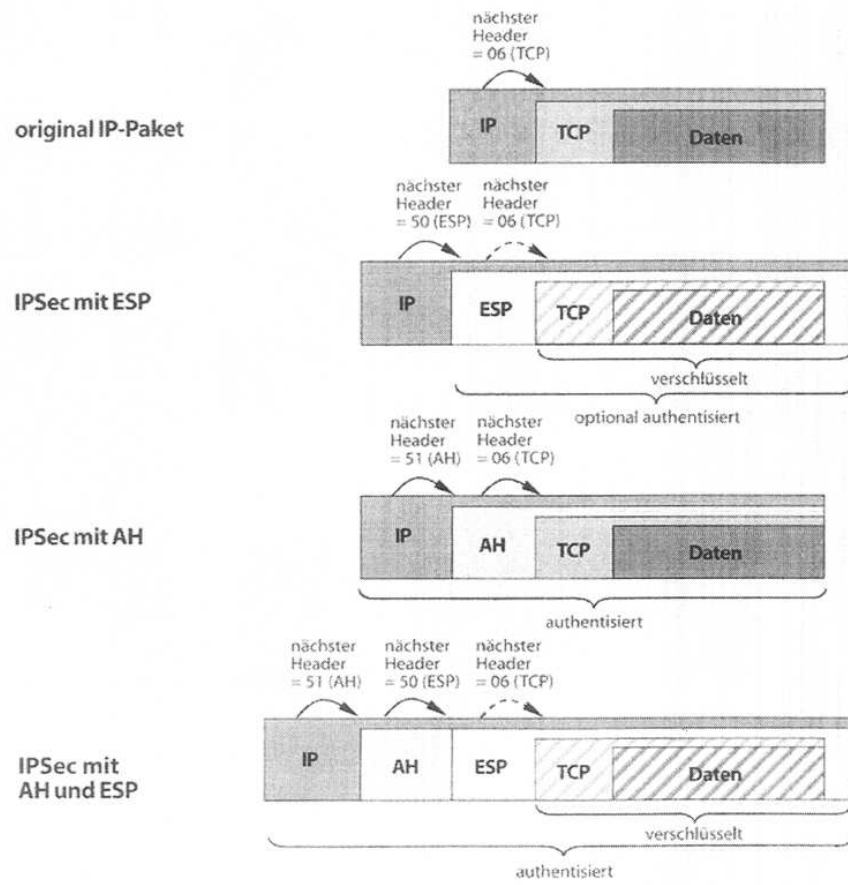 nächster
Header
= 06 (TCP)
original IP-Paket
IP
TCP
Daten
nächster
Header
= 50 (ESP)
nächster
Header
= 06 (TCP)
IPSec mit ESP
IP
ESP
TCP
Daten
verschlüsselt
optional authentisiert
nächster
Header
= 51 (AH)
nächster
Header
= 06 (TCP)
IPSec mit AH
IP
AH
TCP
Daten
authentisiert
nächster
Header
= 51 (AH)
nächster
Header
= 50 (ESP)
nächster
Header
= 06 (TCP)
IPSec mit
AH und ESP
IP
AH
ESP
TCP
Daten
verschlüsselt
authentisiert